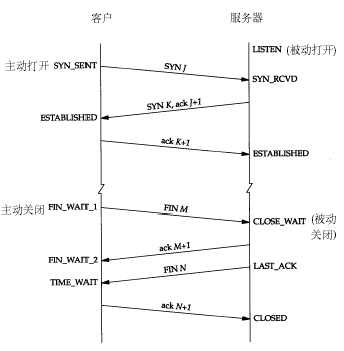 客户 服务器
LISTEN (被动打开)
主动打开 SYN_SENT SYN J
SYN_RCVD
SYN K, ack J+1
ESTABLISHED
ack K+1
ESTABLISHED
主动关闭 FIN_WAIT_1 FIN M
CLOSE_WAIT (被动
关闭)
ack M+1
FIN_WAIT_2 FIN N LAST_ACK
TIME_WAIT
ack N+1
CLOSED